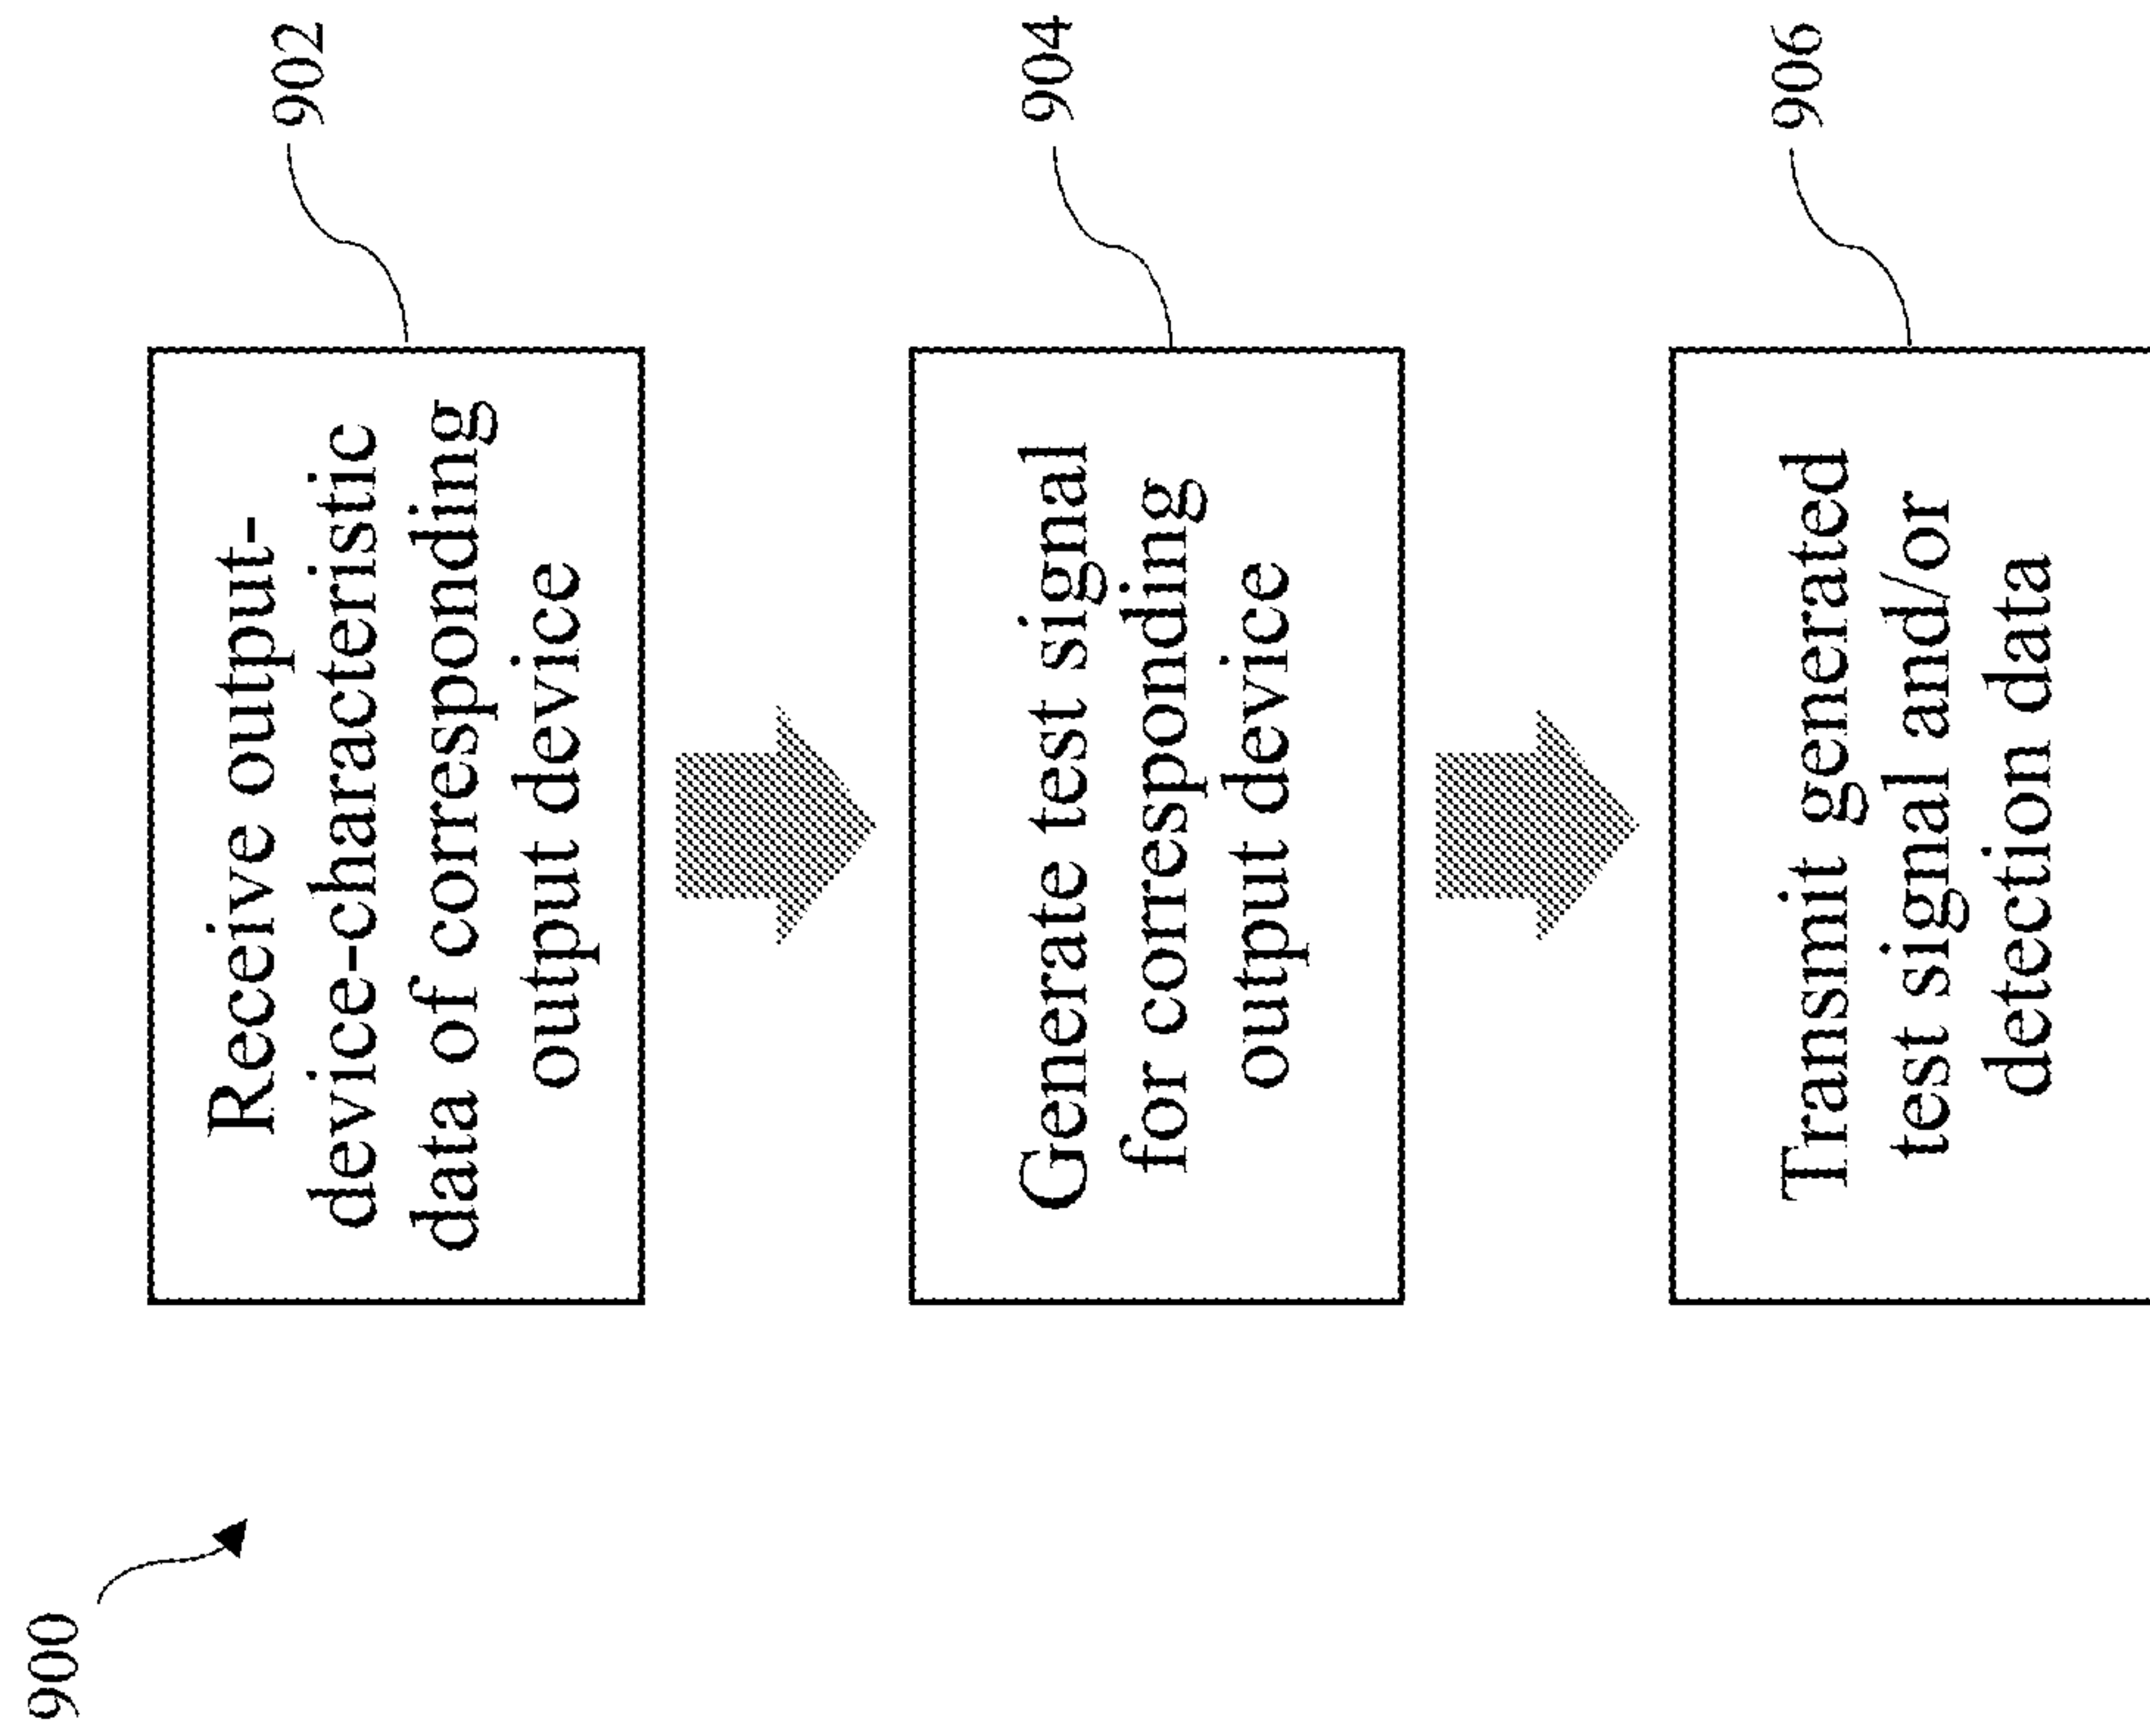 900
Receive output-
device-characteristic
data of corresponding
output device
902
Generate test signal
for corresponding
output device
904
Transmit generated
test signal and/or
detection data
906